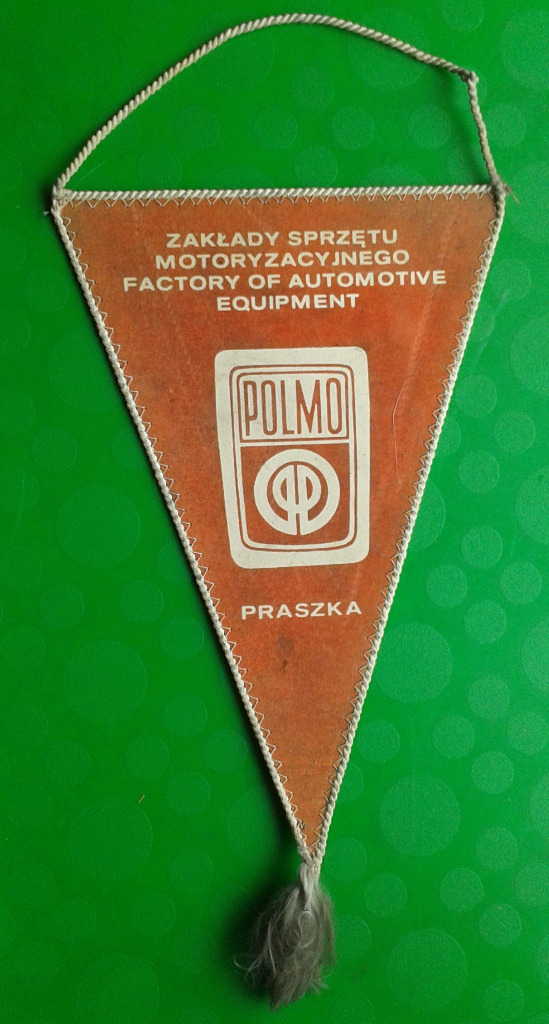 ZAKŁADY SPRZĘTU
MOTORYZACYJNEGO
FACTORY OF AUTOMOTIVE
EQUIPMENT
POLMO
PRASZKA